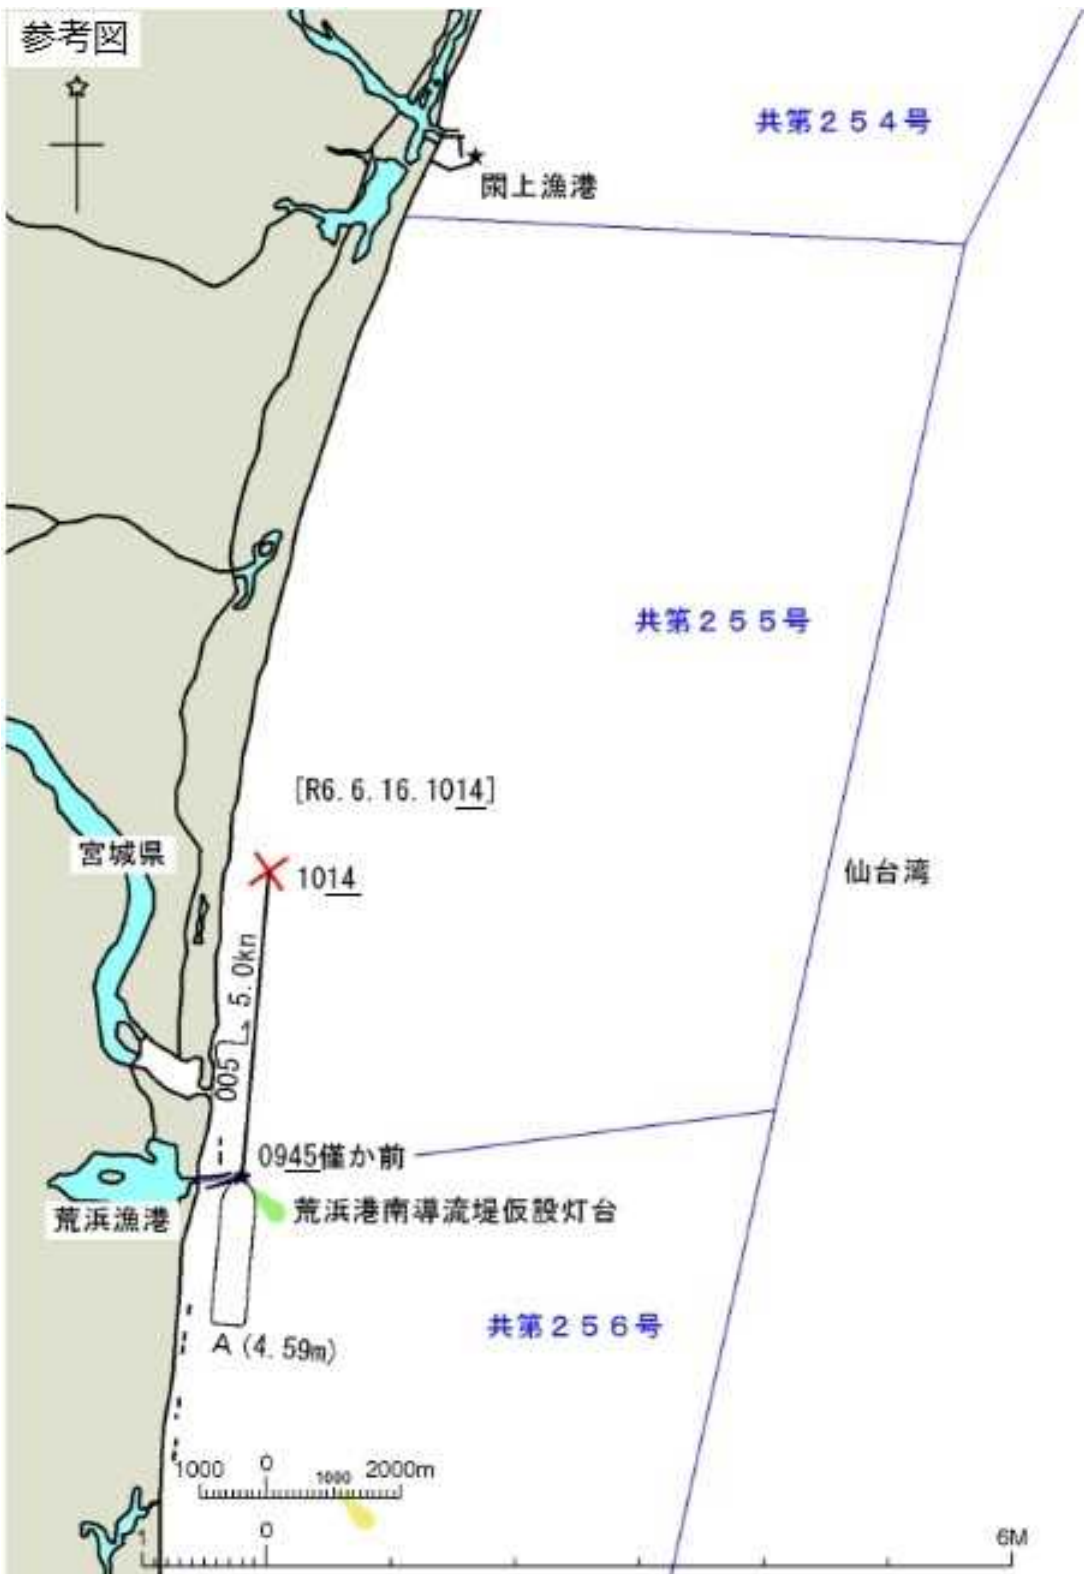 参考図
共第254号
閖上漁港
共第255号
[R6.6.16.1014]
宮城県
1014
仙台湾
005 5.0kn
0945僅か前
荒浜港南導流堤仮設灯台
荒浜漁港
共第256号
A(4.59m)
1000 0 1000 2000m
1 0 6M